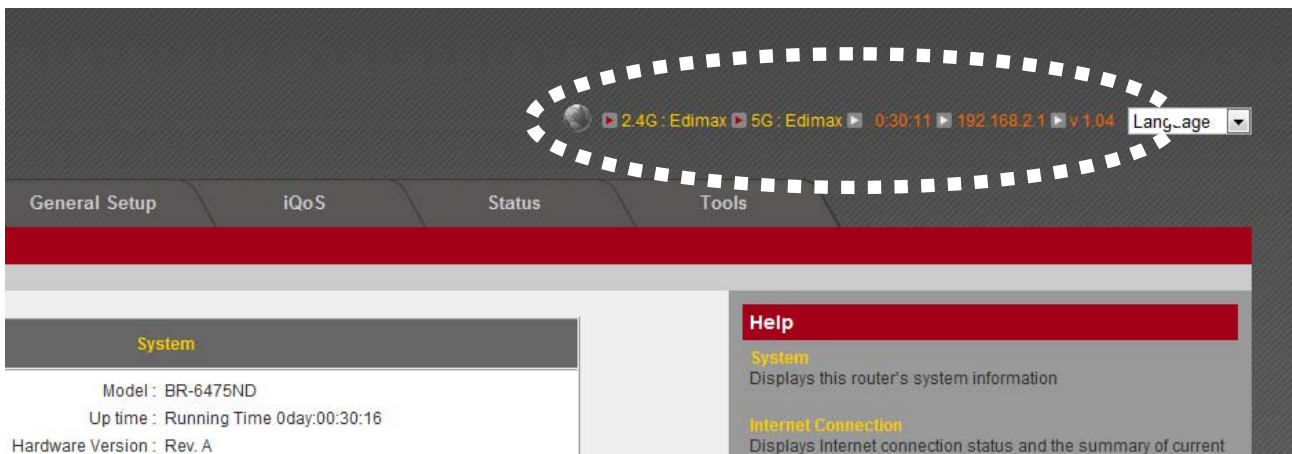 2.4G : Edimax 5G : Edimax 0:30:11 192.168.2.1 v 1.04 Language
General Setup iQoS Status Tools
System
Model : BR-6475ND
Up time : Running Time 0day:00:30:16
Hardware Version : Rev. A
Help
System
Displays this router's system information
Internet Connection
Displays Internet connection status and the summary of current